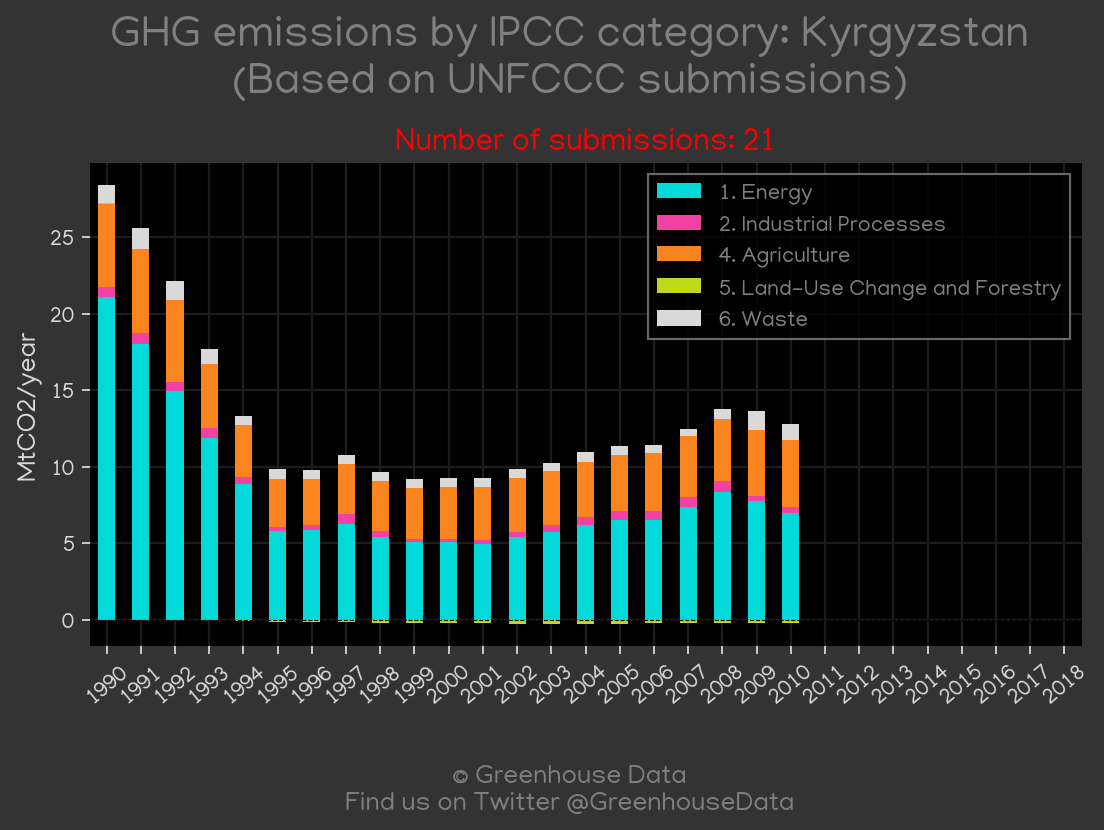 GHG emissions by IPCC category: Kyrgyzstan
(Based on UNFCCC submissions)
Number of submissions: 21
1. Energy
2. Industrial Processes
4. Agriculture
5. Land-Use Change and Forestry
6. Waste
MtCO2/year
25
20
15
10
5
0
1990 1991 1992 1993 1994 1995 1996 1997 1998 1999 2000 2001 2002 2003 2004 2005 2006 2007 2008 2009 2010 2011 2012 2013 2014 2015 2016 2017 2018
© Greenhouse Data
Find us on Twitter @GreenhouseData